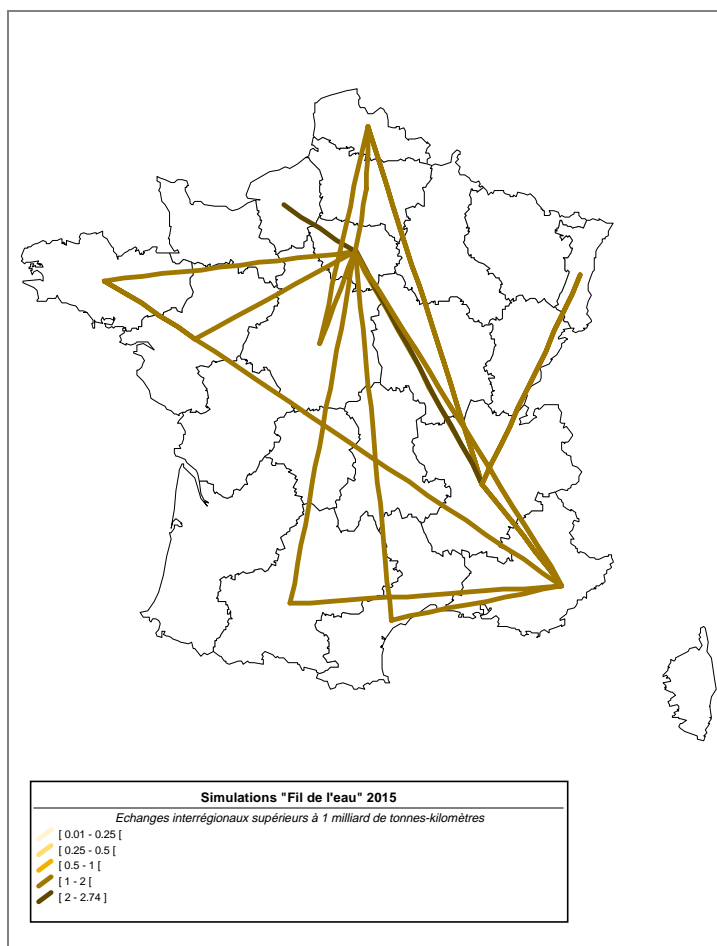 Simulations "Fil de l'eau" 2015
Echanges interrégionaux supérieurs à 1 milliard de tonnes-kilomètres
[ 0.01 - 0.25 [
[ 0.25 - 0.5 [
[ 0.5 - 1 [
[ 1 - 2 [
[ 2 - 2.74 ]